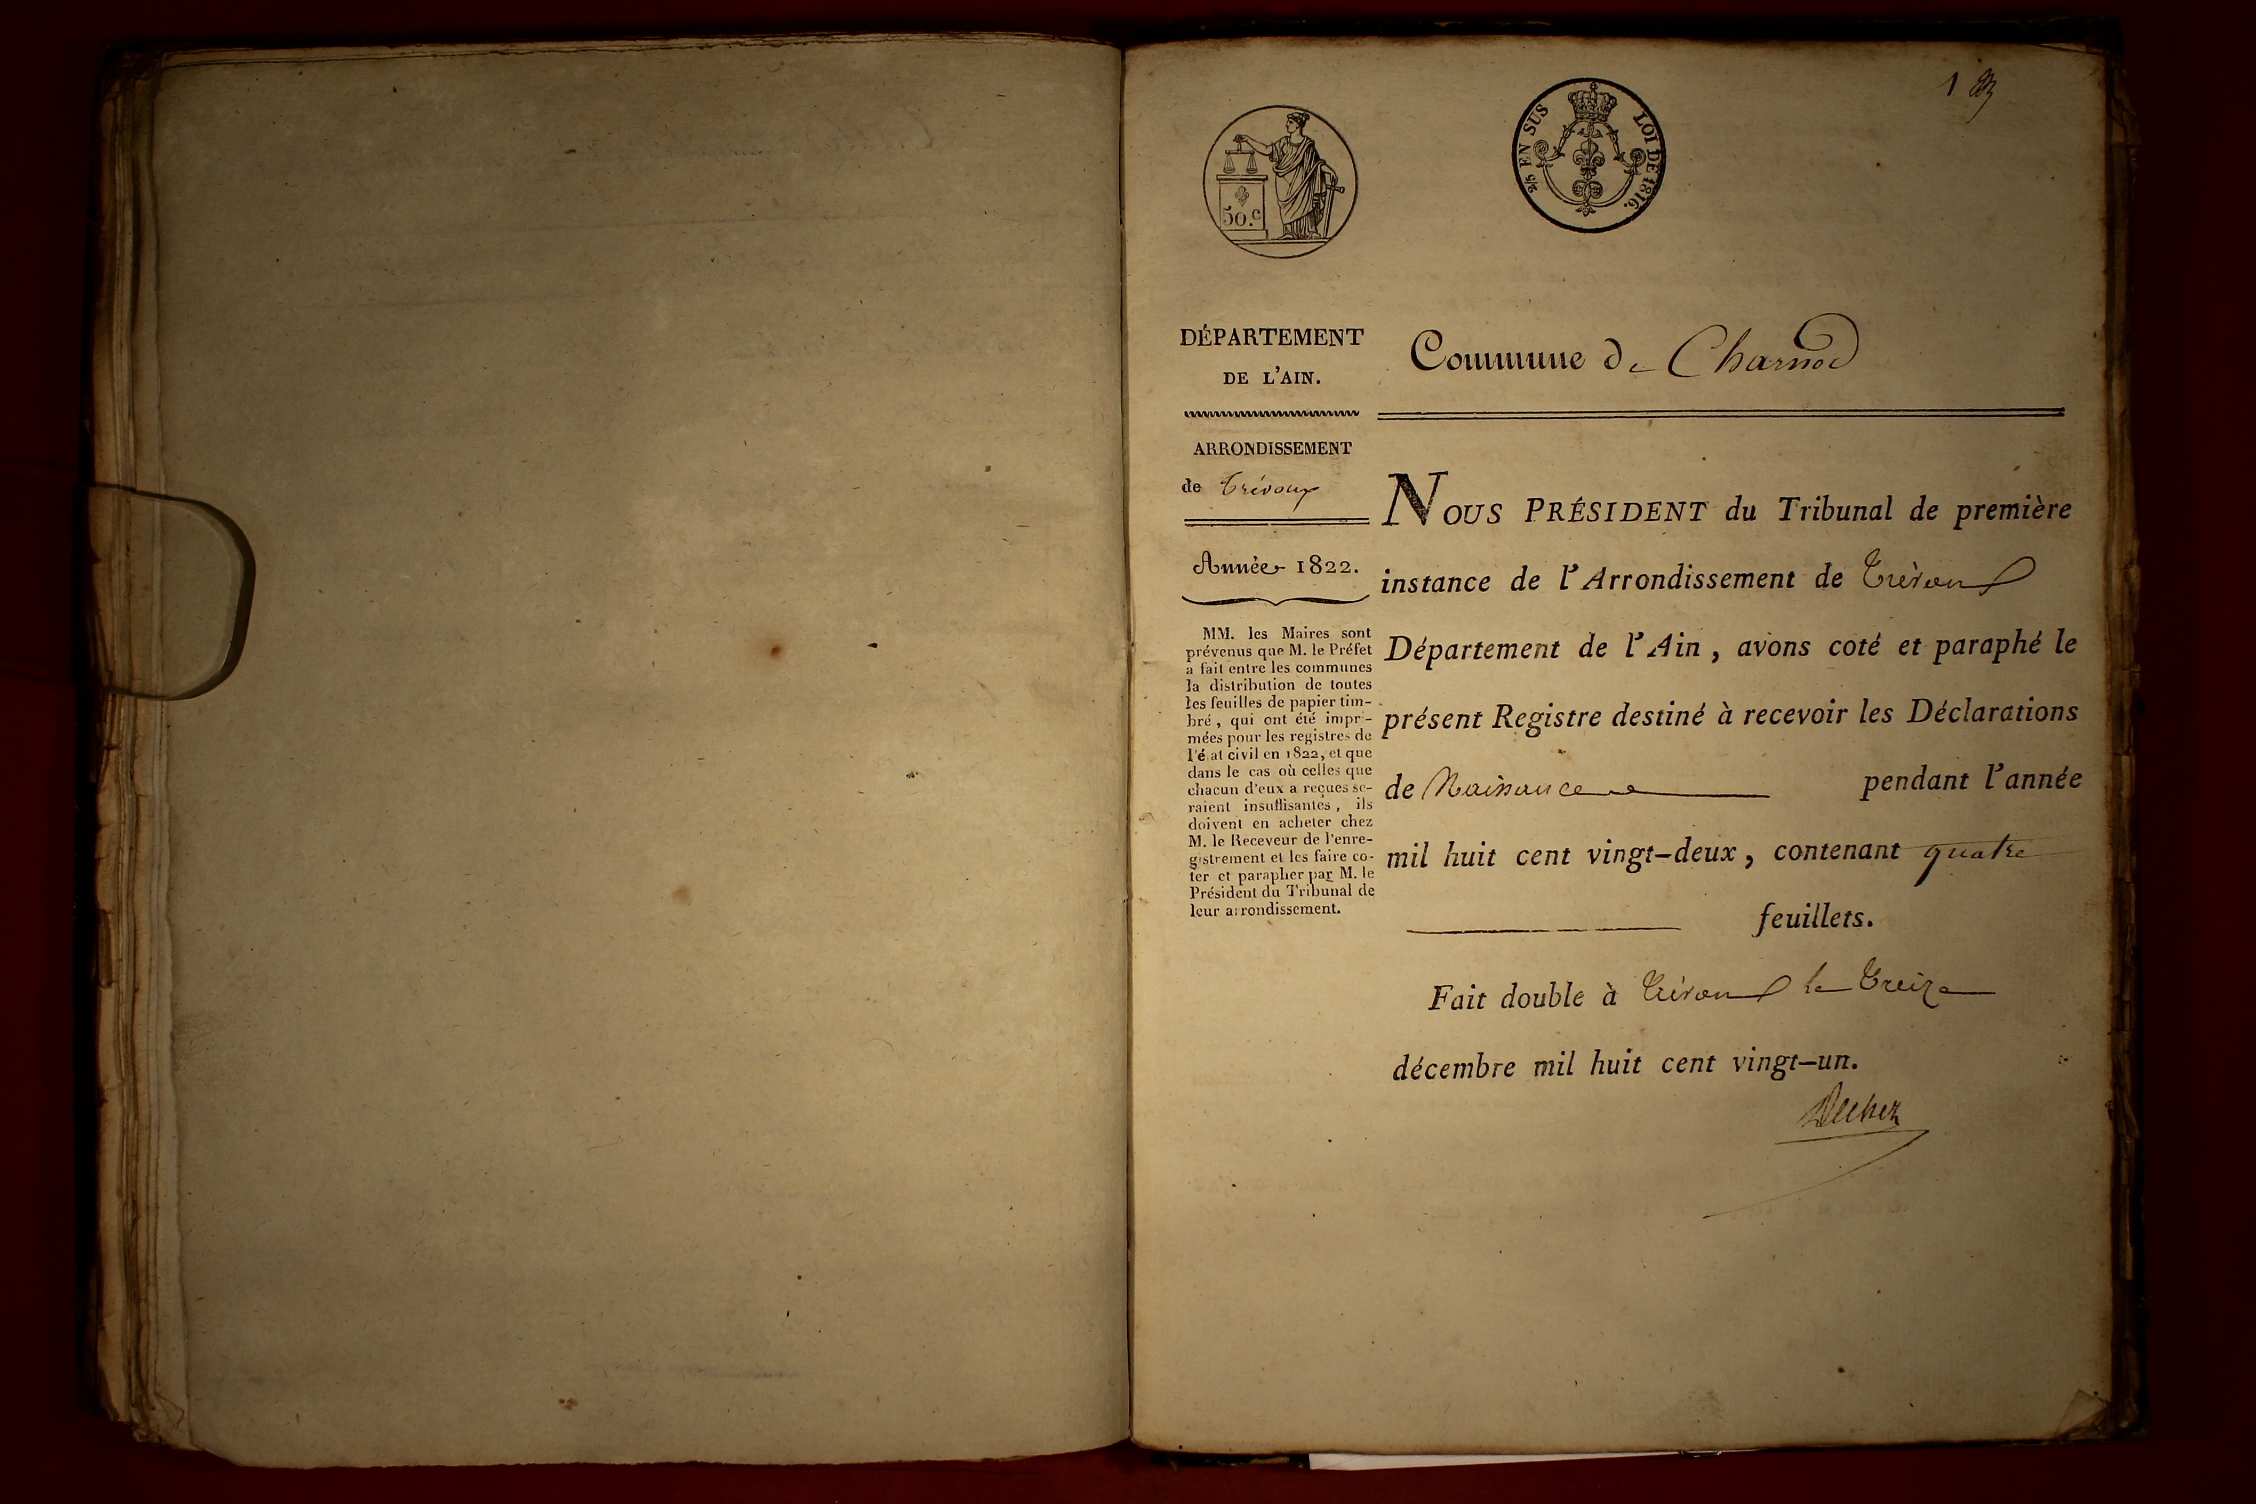 1
50.c
2/5 EN SUS LOI DE 1816.
DÉPARTEMENT
DE L'AIN.
ARRONDISSEMENT
de Trévoux
Année 1822.
MM. les Maires sont
prévenus que M. le Préfet
a fait entre les communes
la distribution de toutes
les feuilles de papier tim-
bré, qui ont été impri-
mées pour les registres de
l'état civil en 1822, et que
dans le cas où celles que
chacun d'eux a reçues se-
raient insuffisantes, ils
doivent en acheter chez
M. le Receveur de l'enre-
gistrement et les faire co-
ter et parapher par M. le
Président du Tribunal de
leur arrondissement.
Commune de Charnod
NOUS PRÉSIDENT du Tribunal de première
instance de l'Arrondissement de Trévoux
Département de l'Ain, avons coté et paraphé le
présent Registre destiné à recevoir les Déclarations
de Naissance pendant l'année
mil huit cent vingt-deux, contenant quatre
feuillets.
Fait double à Trévoux le Treize
décembre mil huit cent vingt-un.